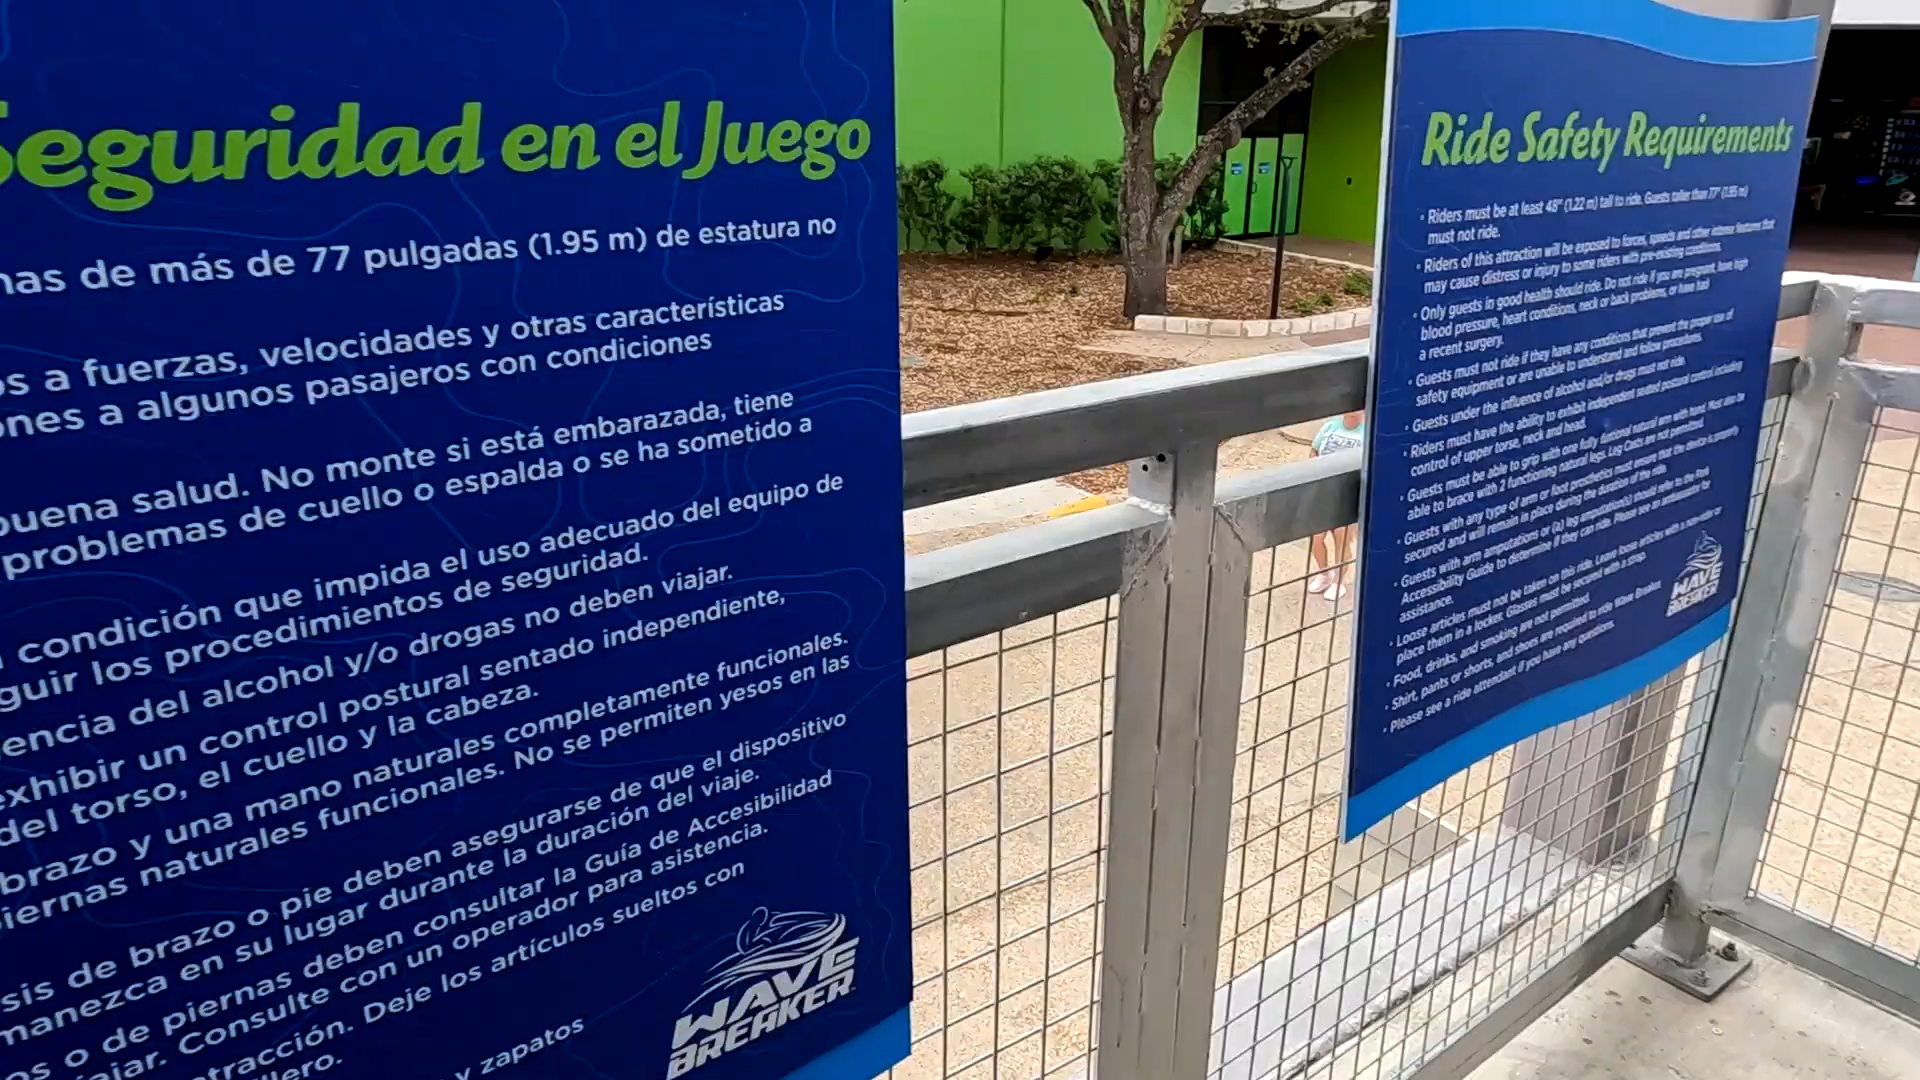 Seguridad en el Juego
nas de más de 77 pulgadas (1.95 m) de estatura no
os a fuerzas, velocidades y otras características
ones a algunos pasajeros con condiciones
buena salud. No monte si está embarazada, tiene
problemas de cuello o espalda o se ha sometido a
condición que impida el uso adecuado del equipo de
guir los procedimientos de seguridad.
encia del alcohol y/o drogas no deben viajar.
exhibir un control postural sentado independiente,
del torso, el cuello y la cabeza.
brazo y una mano naturales completamente funcionales.
piernas naturales funcionales. No se permiten yesos en las
sis de brazo o pie deben asegurarse de que el dispositivo
manezca en su lugar durante la duración del viaje.
os o de piernas deben consultar la Guía de Accesibilidad
ajar. Consulte con un operador para asistencia.
tracción. Deje los artículos sueltos con
llero.
y zapatos
WAVE
BREAKER
Ride Safety Requirements
• Riders must be at least 48" (1.22 m) tall to ride. Guests taller than 77" (1.95 m)
must not ride.
• Riders of this attraction will be exposed to forces, speeds and other intense features that
may cause distress or injury to some riders with pre-existing conditions.
• Only guests in good health should ride. Do not ride if you are pregnant, have high
blood pressure, heart conditions, neck or back problems, or have had
a recent surgery.
• Guests must not ride if they have any conditions that prevent the proper use of
safety equipment or are unable to understand and follow procedures.
• Guests under the influence of alcohol and/or drugs must not ride.
• Riders must have the ability to exhibit independent seated postural control including
control of upper torso, neck and head.
• Guests must be able to grip with one fully functional natural arm with hand. Must also be
able to brace with 2 functioning natural legs. Leg Casts are not permitted.
• Guests with any type of arm or foot prosthetics must ensure that the device is properly
secured and will remain in place during the duration of the ride.
• Guests with arm amputations or (a) leg amputation(s) should refer to the Park
Accessibility Guide to determine if they can ride. Please see an ambassador for
assistance.
• Loose articles must not be taken on this ride. Leave loose articles with a non-rider or
place them in a locker. Glasses must be secured with a strap.
• Food, drinks, and smoking are not permitted.
• Shirt, pants or shorts, and shoes are required to ride Wave Breaker.
• Please see a ride attendant if you have any questions.
WAVE
BREAKER